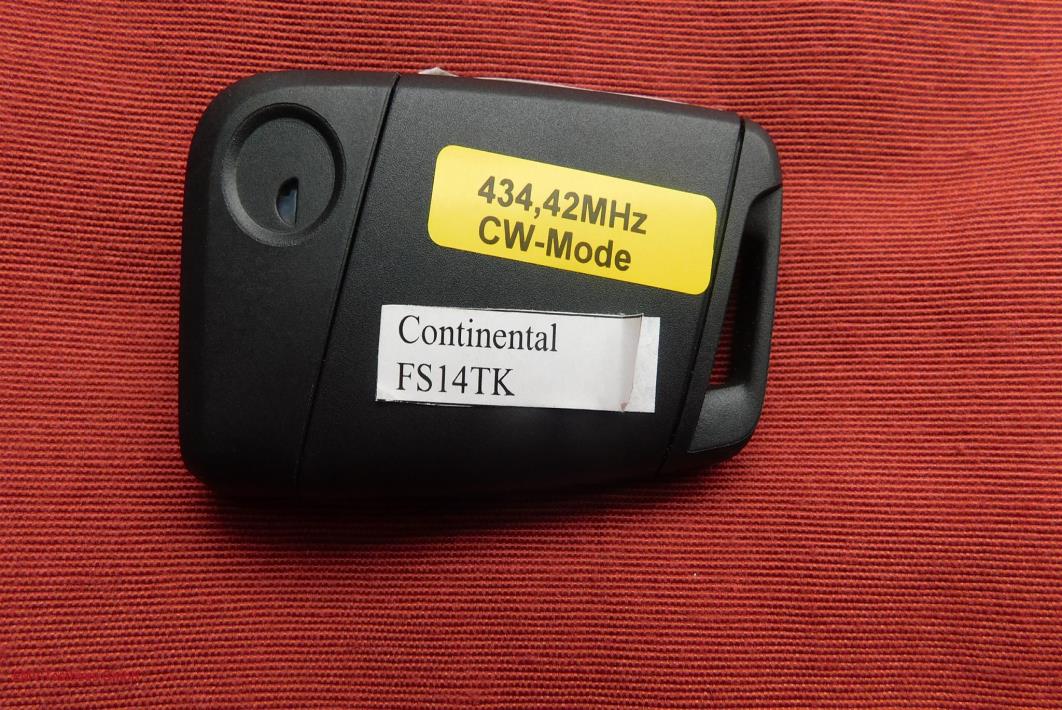 434,42MHz
CW-Mode
Continental
FS14TK